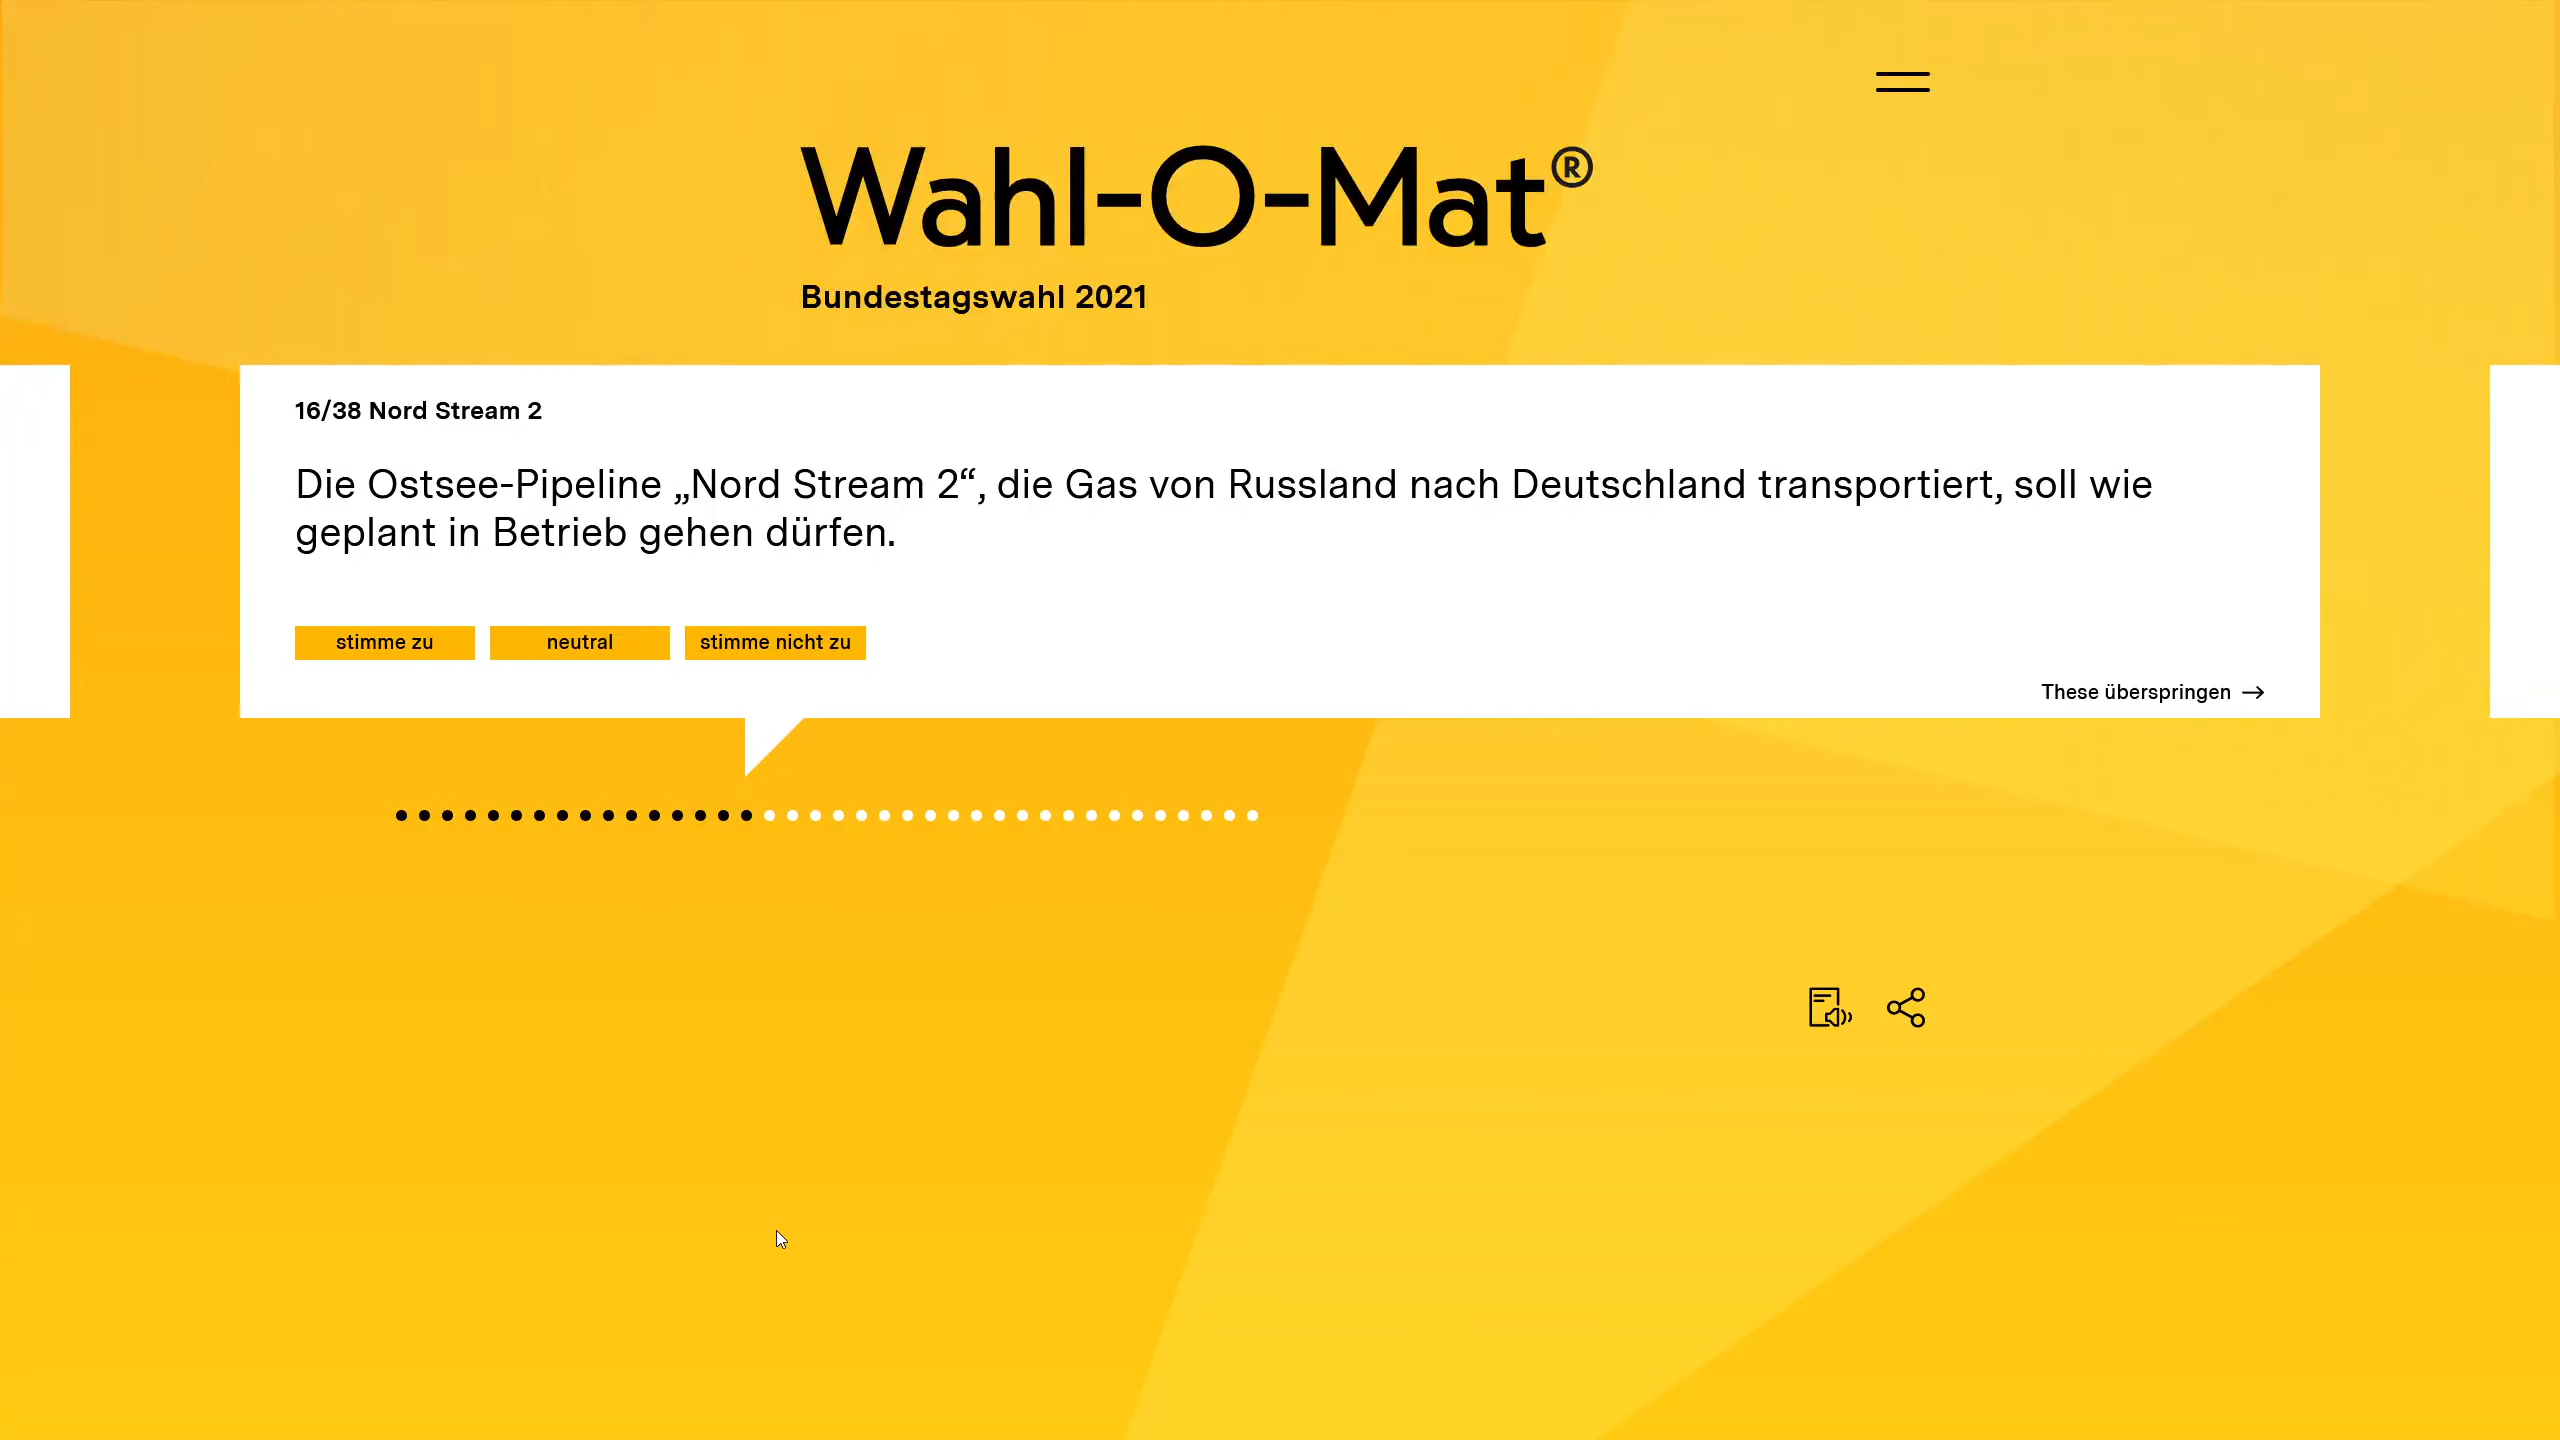 Wahl-O-Mat®
Bundestagswahl 2021
16/38 Nord Stream 2
Die Ostsee-Pipeline „Nord Stream 2“, die Gas von Russland nach Deutschland transportiert, soll wie
geplant in Betrieb gehen dürfen.
stimme zu
neutral
stimme nicht zu
These überspringen →